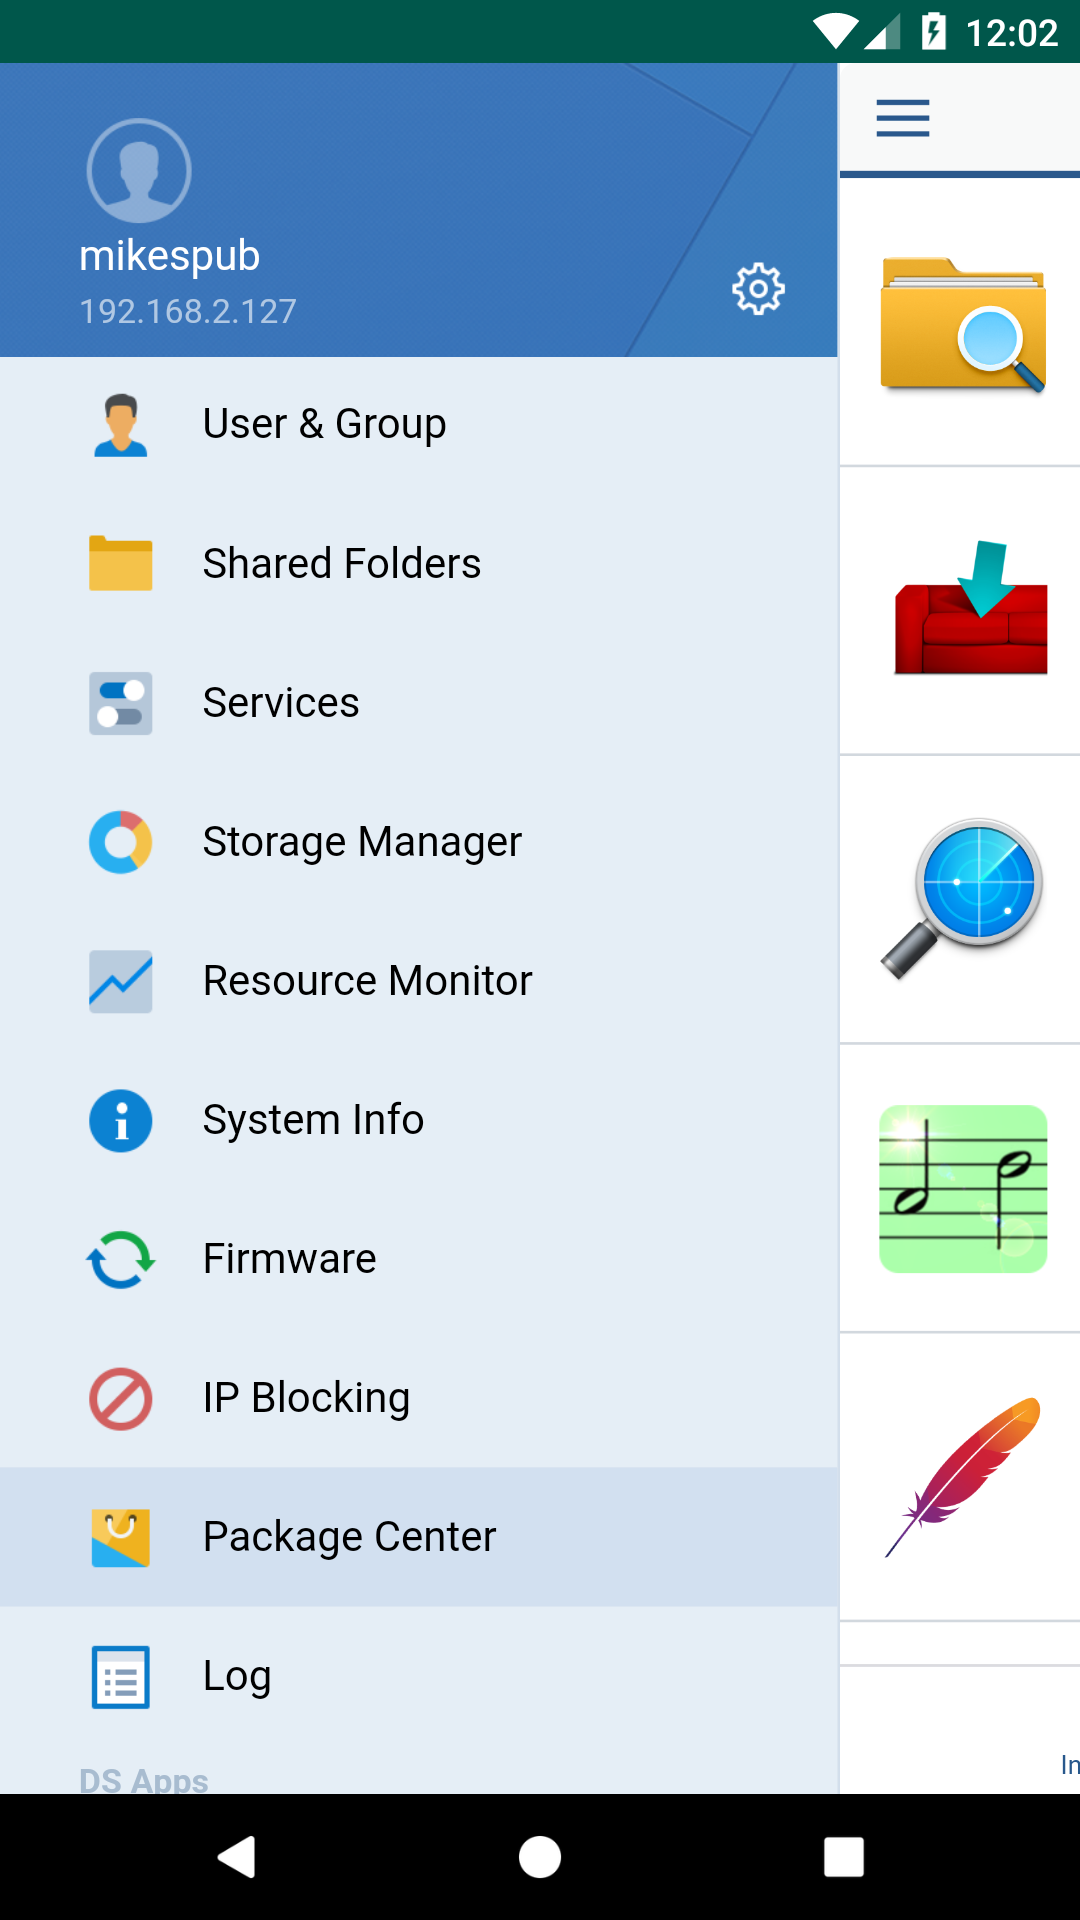 12:02
mikespub
192.168.2.127
User & Group
Shared Folders
Services
Storage Manager
Resource Monitor
System Info
Firmware
IP Blocking
Package Center
Log
In
DS Apps